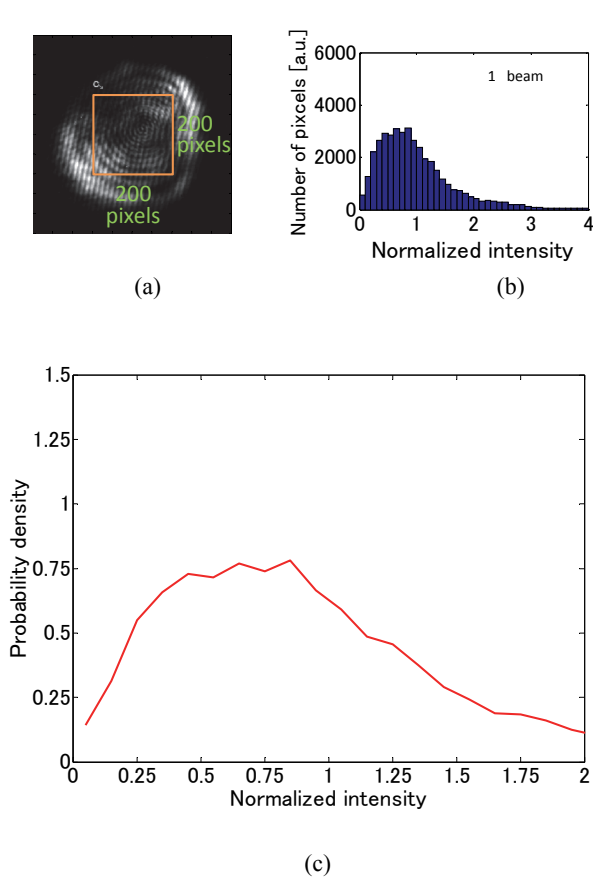 200
pixels
200
pixels
(a)
Number of pixcels [a.u.]
6000
4000
2000
0
1 beam
0 1 2 3 4
Normalized intensity
(b)
Probability density
1.5
1.25
1
0.75
0.5
0.25
0
0 0.25 0.5 0.75 1 1.25 1.5 1.75 2
Normalized intensity
(c)